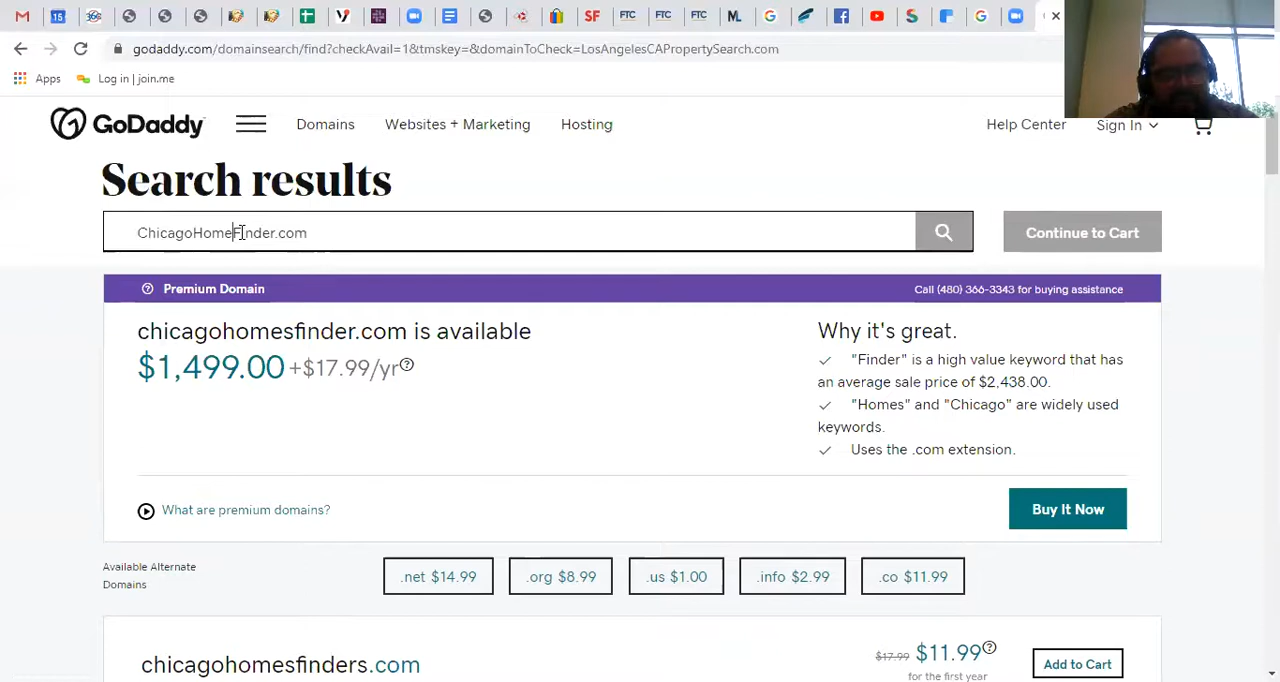 15
360
SF
FTC
FTC
FTC
godaddy.com/domainsearch/find?checkAvail=1&tmskey=&domainToCheck=LosAngelesCAPropertySearch.com
Apps
Log in | join.me
GoDaddy
Domains
Websites + Marketing
Hosting
Help Center
Sign In
Search results
ChicagoHomeFinder.com
Continue to Cart
Premium Domain
Call (480) 366-3343 for buying assistance
chicagohomesfinder.com is available
$1,499.00 +$17.99/yr
Why it's great.
"Finder" is a high value keyword that has
an average sale price of $2,438.00.
"Homes" and "Chicago" are widely used
keywords.
Uses the .com extension.
What are premium domains?
Buy It Now
Available Alternate
Domains
.net $14.99
.org $8.99
.us $1.00
.info $2.99
.co $11.99
chicagohomesfinders.com
$17.99 $11.99
for the first year
Add to Cart